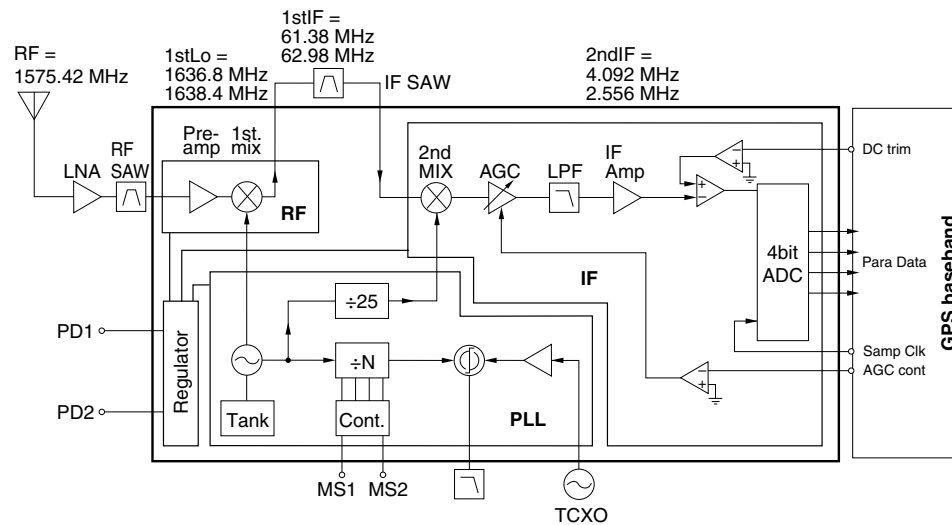 1stIF =
61.38 MHz
62.98 MHz
RF =
1575.42 MHz
1stLo =
1636.8 MHz
1638.4 MHz
2ndIF =
4.092 MHz
2.556 MHz
IF SAW
LNA
RF
SAW
Pre-
amp
1st.
mix
RF
2nd
MIX
AGC
LPF
IF
Amp
DC trim
4bit
ADC
Para Data
GPS baseband
IF
÷25
PD1
Regulator
÷N
Samp Clk
AGC cont
PD2
Tank
Cont.
PLL
MS1
MS2
TCXO